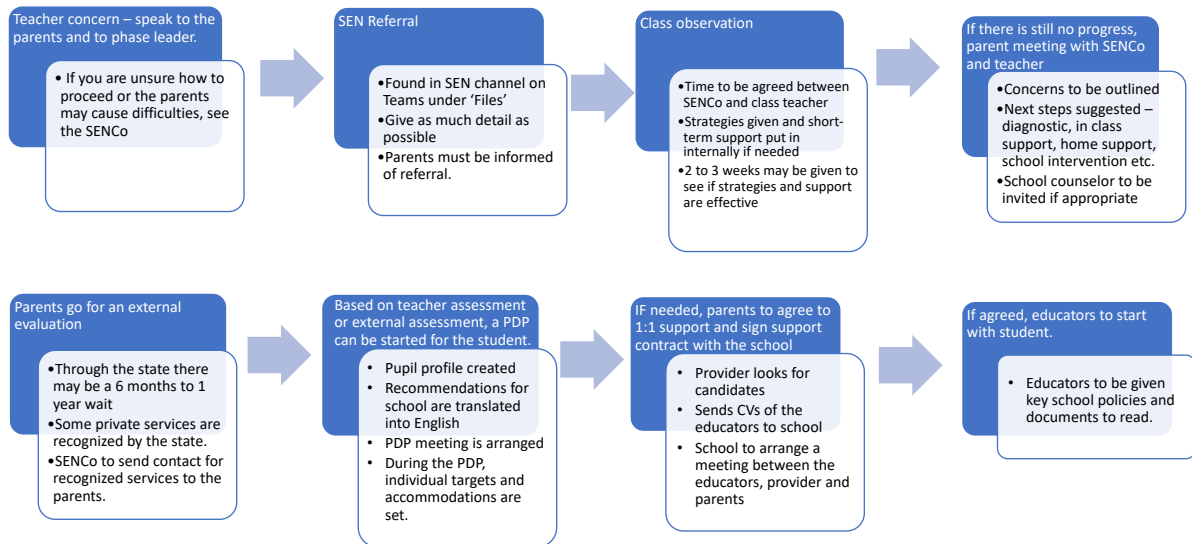 Teacher concern – speak to the
parents and to phase leader.
• If you are unsure how to
proceed or the parents
may cause difficulties, see
the SENCo
SEN Referral
•Found in SEN channel on
Teams under ‘Files’
•Give as much detail as
possible
•Parents must be informed
of referral.
Class observation
•Time to be agreed between
SENCo and class teacher
•Strategies given and short-
term support put in
internally if needed
•2 to 3 weeks may be given to
see if strategies and support
are effective
If there is still no progress,
parent meeting with SENCo
and teacher
•Concerns to be outlined
•Next steps suggested –
diagnostic, in class
support, home support,
school intervention etc.
•School counselor to be
invited if appropriate
Parents go for an external
evaluation
•Through the state there
may be a 6 months to 1
year wait
•Some private services are
recognized by the state.
•SENCo to send contact for
recognized services to the
parents.
Based on teacher assessment
or external assessment, a PDP
can be started for the student.
• Pupil profile created
• Recommendations for
school are translated
into English
• PDP meeting is arranged
• During the PDP,
individual targets and
accommodations are
set.
IF needed, parents to agree to
1:1 support and sign support
contract with the school
• Provider looks for
candidates
• Sends CVs of the
educators to school
• School to arrange a
meeting between the
educators, provider and
parents
If agreed, educators to start
with student.
• Educators to be given
key school policies and
documents to read.